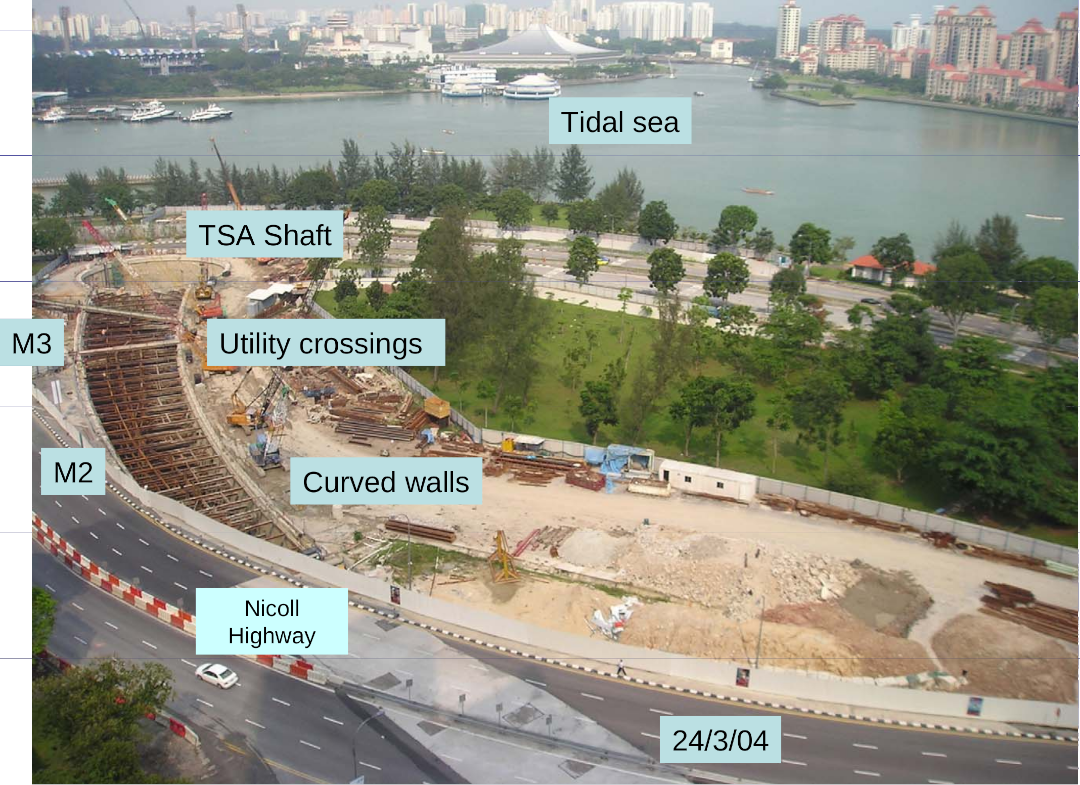 Tidal sea
TSA Shaft
M3
Utility crossings
M2
Curved walls
Nicoll
Highway
24/3/04